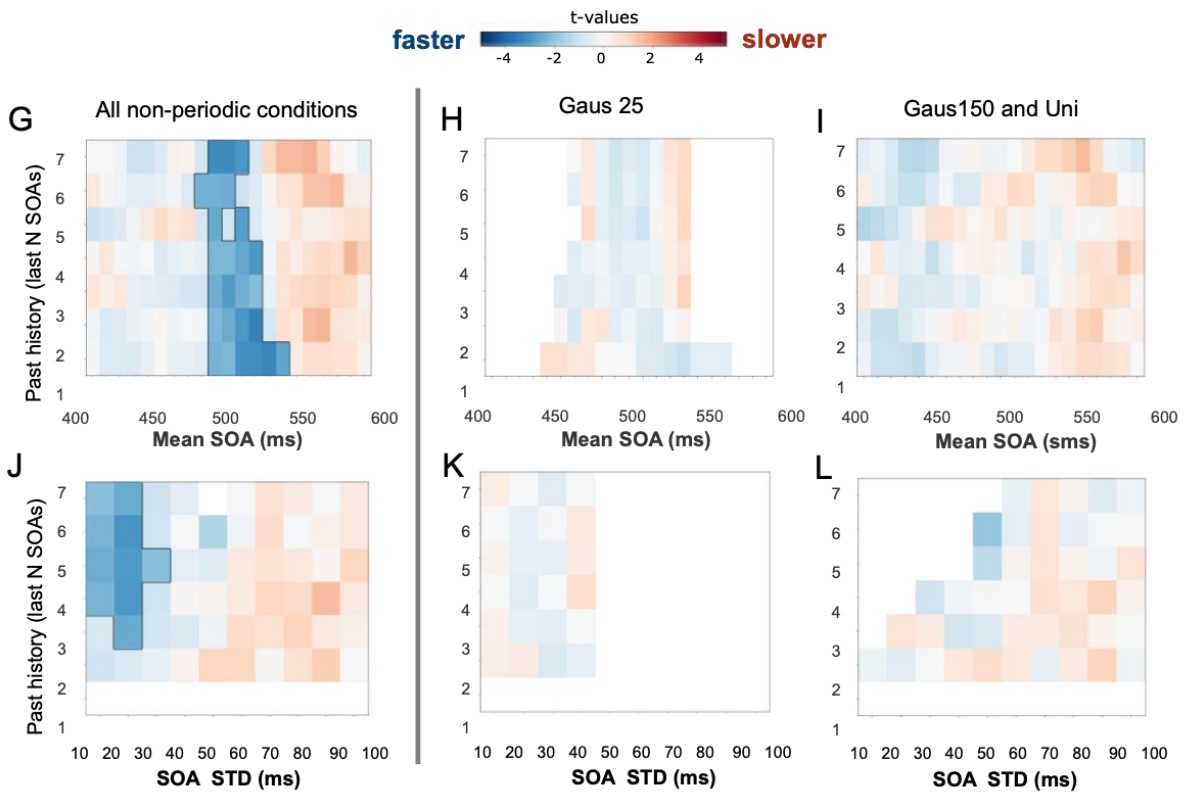 t-values
faster
slower
-4 -2 0 2 4
G
All non-periodic conditions
H
Gaus 25
I
Gaus150 and Uni
Past history (last N SOAs)
7
6
5
4
3
2
1
400 450 500 550 600
Mean SOA (ms)
7
6
5
4
3
2
1
400 450 500 550 600
Mean SOA (ms)
7
6
5
4
3
2
1
400 450 500 550 600
Mean SOA (sms)
J
K
L
Past history (last N SOAs)
7
6
5
4
3
2
1
10 20 30 40 50 60 70 80 90 100
SOA STD (ms)
7
6
5
4
3
2
1
10 20 30 40 50 60 70 80 90 100
SOA STD (ms)
7
6
5
4
3
2
1
10 20 30 40 50 60 70 80 90 100
SOA STD (ms)